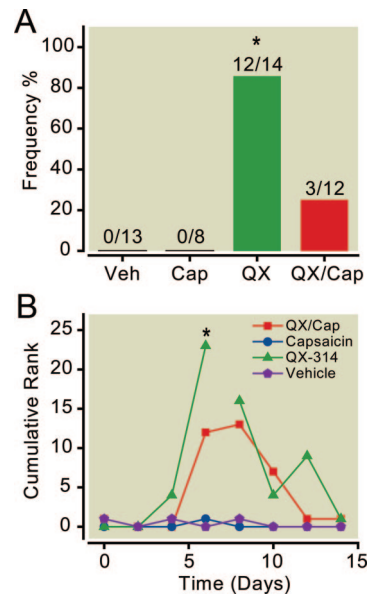 A
Frequency %
100
80
60
40
20
0
*
12/14
3/12
0/13
0/8
Veh Cap QX QX/Cap
B
Cumulative Rank
25
20
15
10
5
0
*
QX/Cap
Capsaicin
QX-314
Vehicle
0 5 10 15
Time (Days)